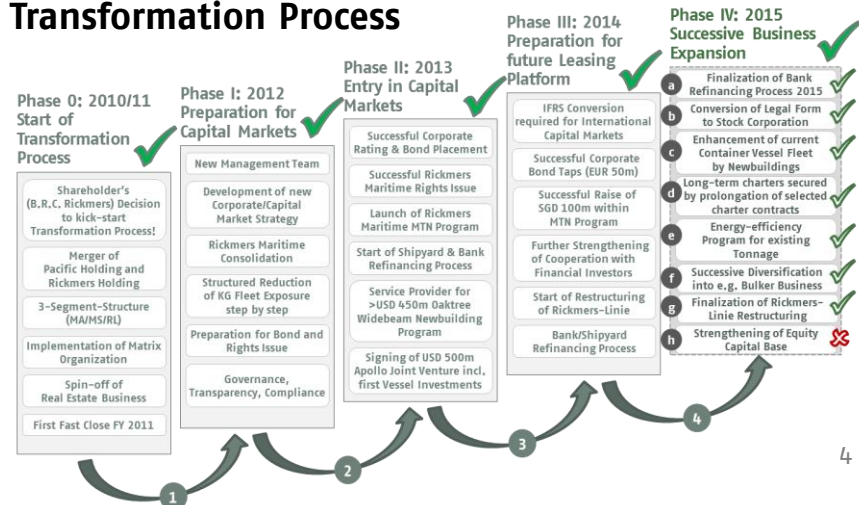 Transformation Process
Phase 0: 2010/11
Start of
Transformation
Process
Shareholder's
(B.R.C. Rickmers) Decision
to kick-start
Transformation Process!
Merger of
Pacific Holding and
Rickmers Holding
3-Segment-Structure
(MA/MS/RL)
Implementation of Matrix
Organization
Spin-off of
Real Estate Business
First Fast Close FY 2011
1
Phase I: 2012
Preparation for
Capital Markets
New Management Team
Development of new
Corporate/Capital
Market Strategy
Rickmers Maritime
Consolidation
Structured Reduction
of KG Fleet Exposure
step by step
Preparation for Bond and
Rights Issue
Governance,
Transparency, Compliance
2
Phase II: 2013
Entry in Capital
Markets
Successful Corporate
Rating & Bond Placement
Successful Rickmers
Maritime Rights Issue
Launch of Rickmers
Maritime MTN Program
Start of Shipyard & Bank
Refinancing Process
Service Provider for
>USD 450m Oaktree
Widebeam Newbuilding
Program
Signing of USD 500m
Apollo Joint Venture incl.
first Vessel Investments
3
Phase III: 2014
Preparation for
future Leasing
Platform
IFRS Conversion
required for International
Capital Markets
Successful Corporate
Bond Taps (EUR 50m)
Successful Raise of
SGD 100m within
MTN Program
Further Strengthening
of Cooperation with
Financial Investors
Start of Restructuring
of Rickmers-Linie
Bank/Shipyard
Refinancing Process
4
Phase IV: 2015
Successive Business
Expansion
a Finalization of Bank
Refinancing Process 2015
b Conversion of Legal Form
to Stock Corporation
c Enhancement of current
Container Vessel Fleet
by Newbuildings
d Long-term charters secured
by prolongation of selected
charter contracts
e Energy-efficiency
Program for existing
Tonnage
f Successive Diversification
into e.g. Bulker Business
g Finalization of Rickmers-
Linie Restructuring
h Strengthening of Equity
Capital Base
4